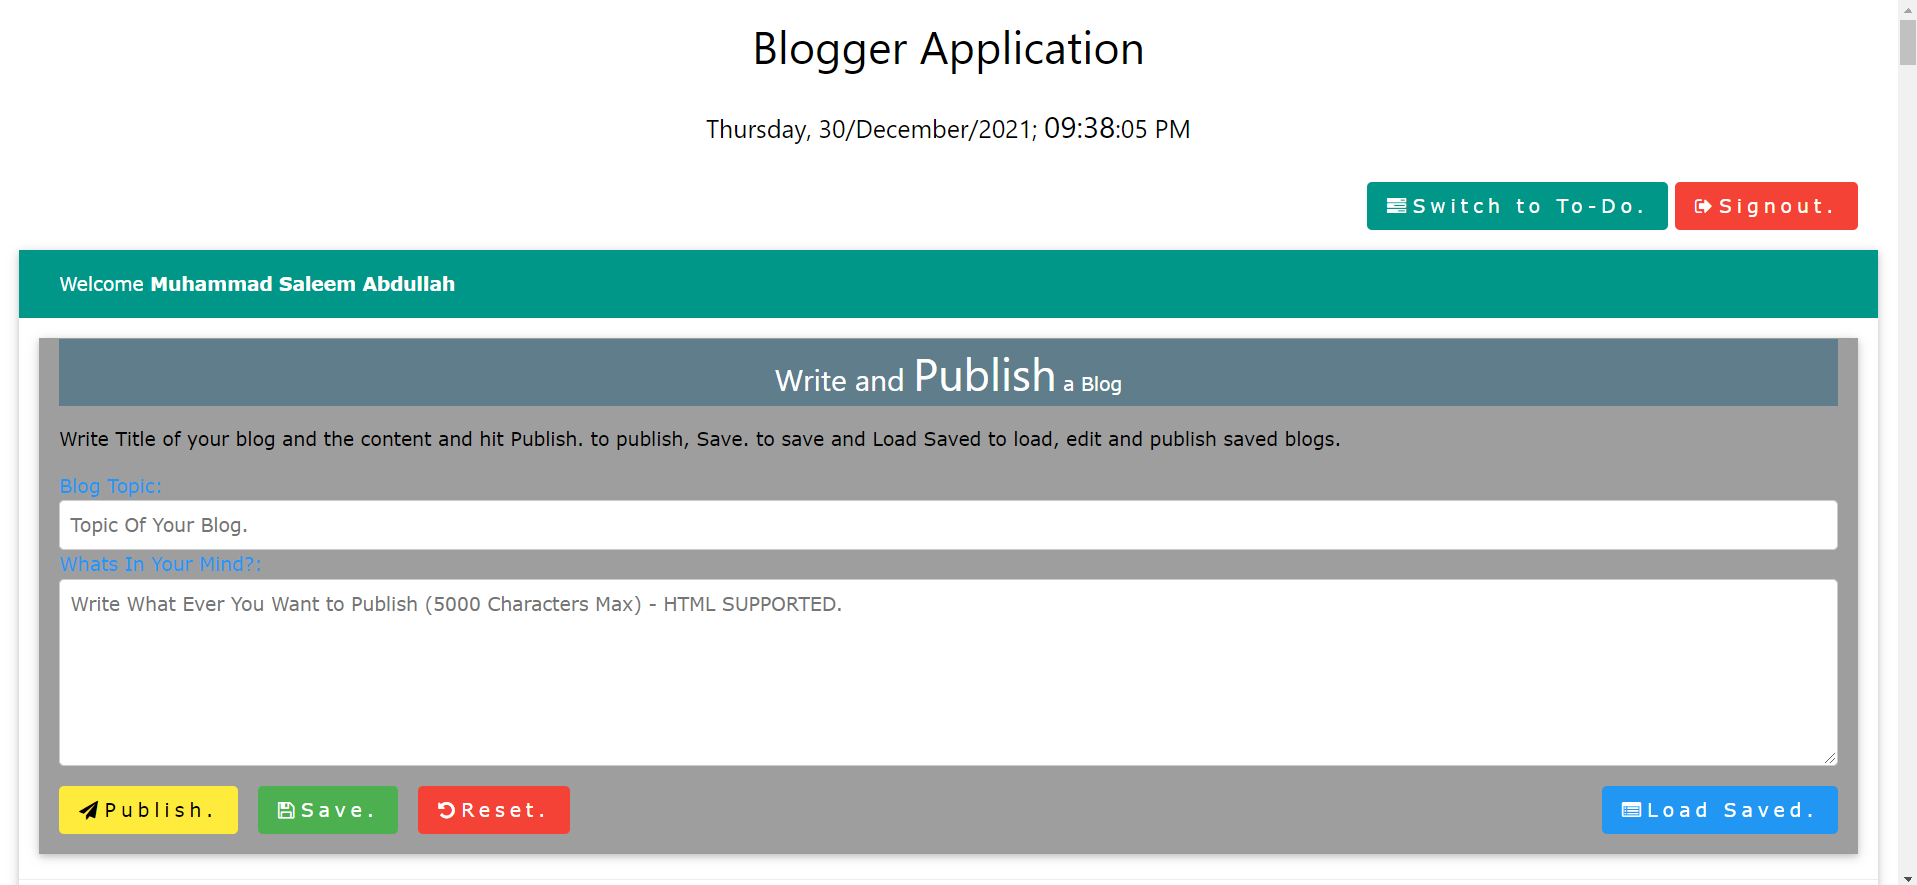 Blogger Application
Thursday, 30/December/2021; 09:38:05 PM
Switch to To-Do. Signout.
Welcome Muhammad Saleem Abdullah
Write and Publish a Blog
Write Title of your blog and the content and hit Publish. to publish, Save. to save and Load Saved to load, edit and publish saved blogs.
Blog Topic:
Topic Of Your Blog.
Whats In Your Mind?:
Write What Ever You Want to Publish (5000 Characters Max) - HTML SUPPORTED.
Publish. Save. Reset. Load Saved.